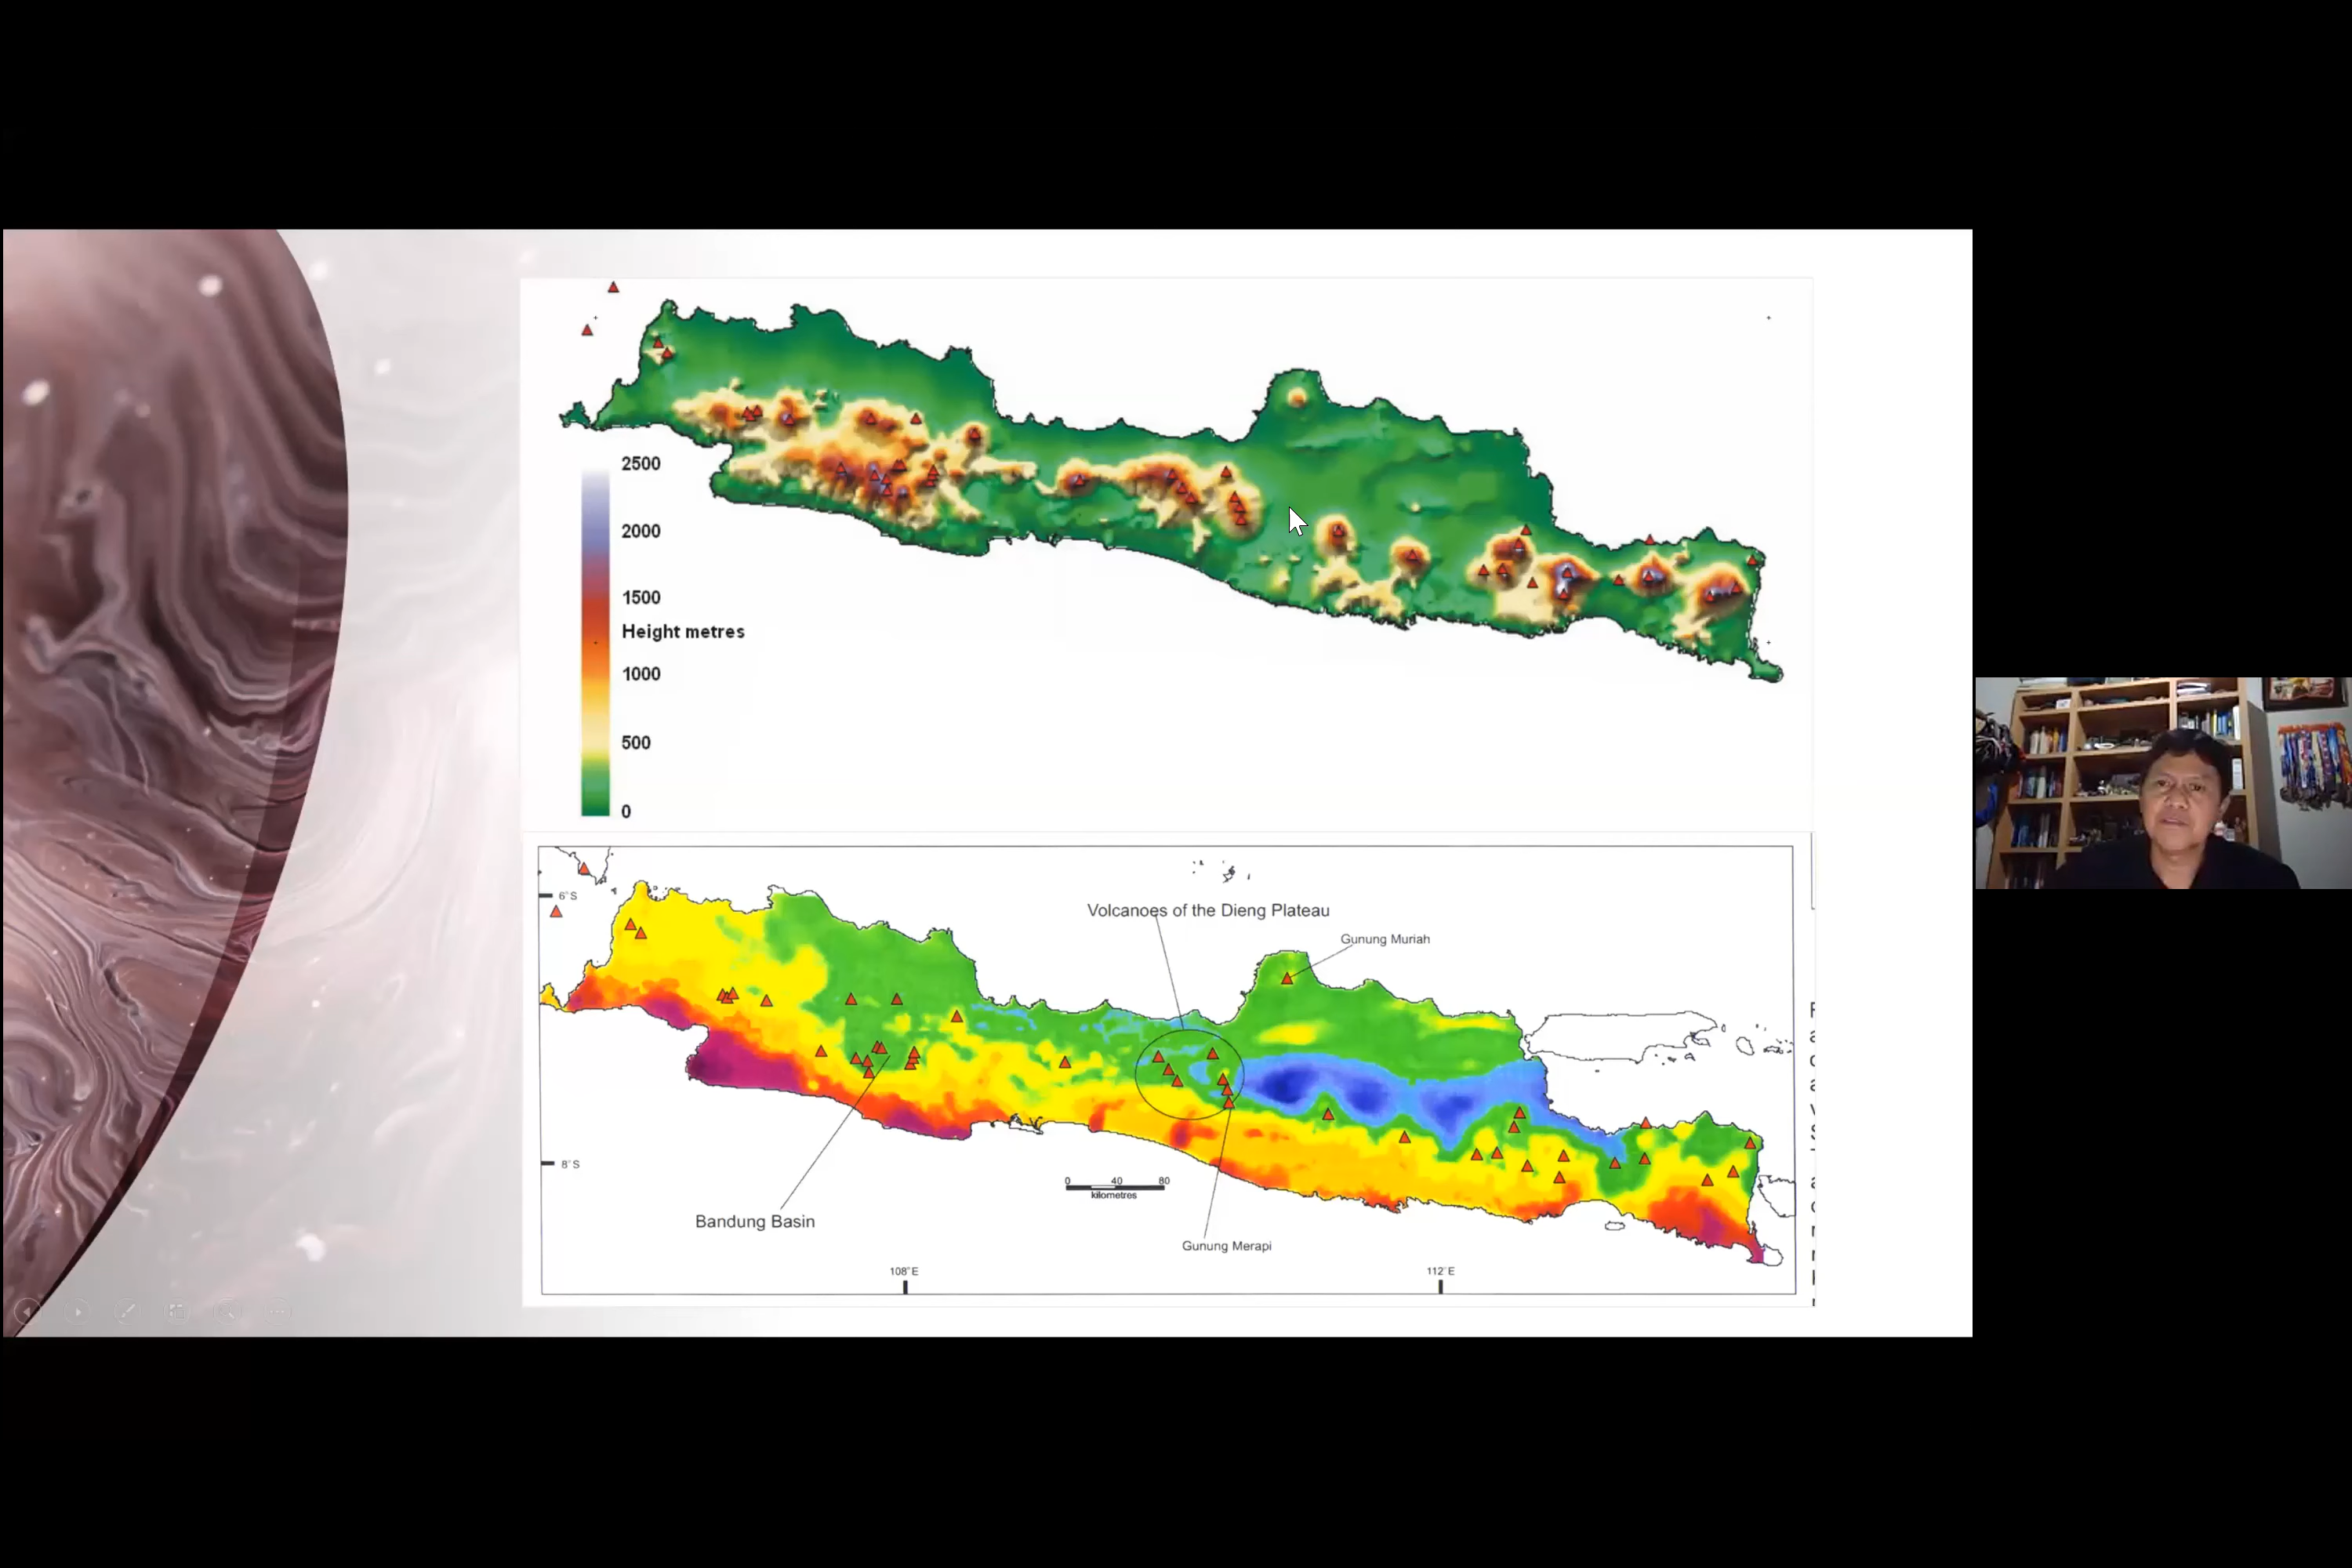 2500
2000
1500
Height metres
1000
500
0
6°S
Volcanoes of the Dieng Plateau
Gunung Muriah
8°S
0 40 80
kilometres
Bandung Basin
Gunung Merapi
108°E
112°E